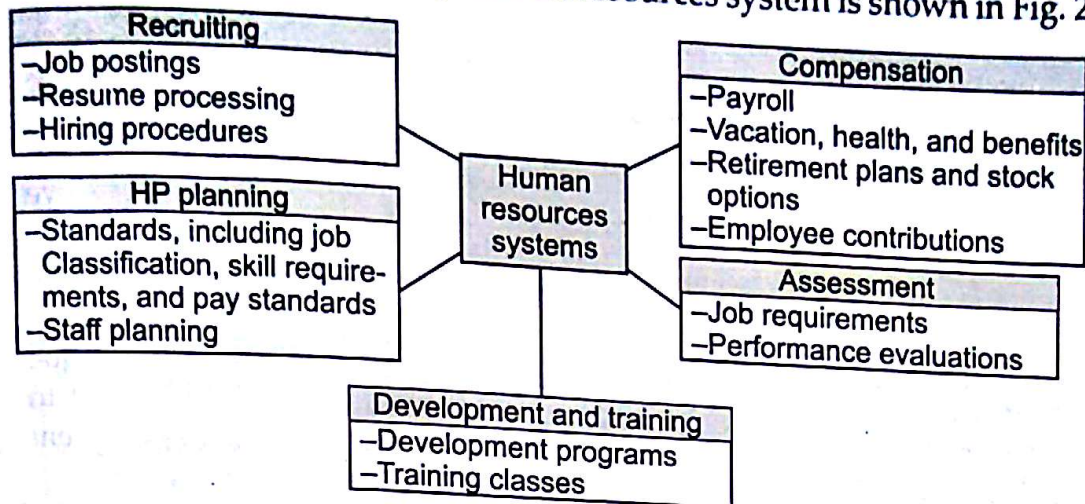 system is shown in Fig. 2
Recruiting
–Job postings
–Resume processing
–Hiring procedures
HP planning
–Standards, including job
Classification, skill require-
ments, and pay standards
–Staff planning
Human
resources
systems
Compensation
–Payroll
–Vacation, health, and benefits
–Retirement plans and stock
options
–Employee contributions
Assessment
–Job requirements
–Performance evaluations
Development and training
–Development programs
–Training classes